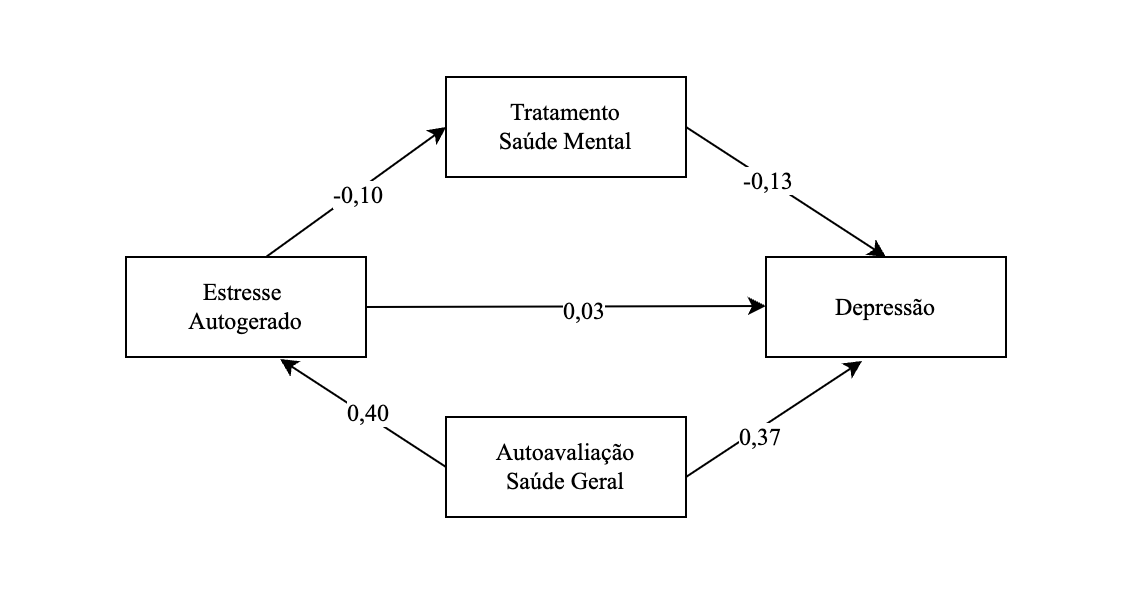 Tratamento
Saúde Mental
-0,10
-0,13
Estresse
Autogerado
0,03
Depressão
0,40
0,37
Autoavaliação
Saúde Geral